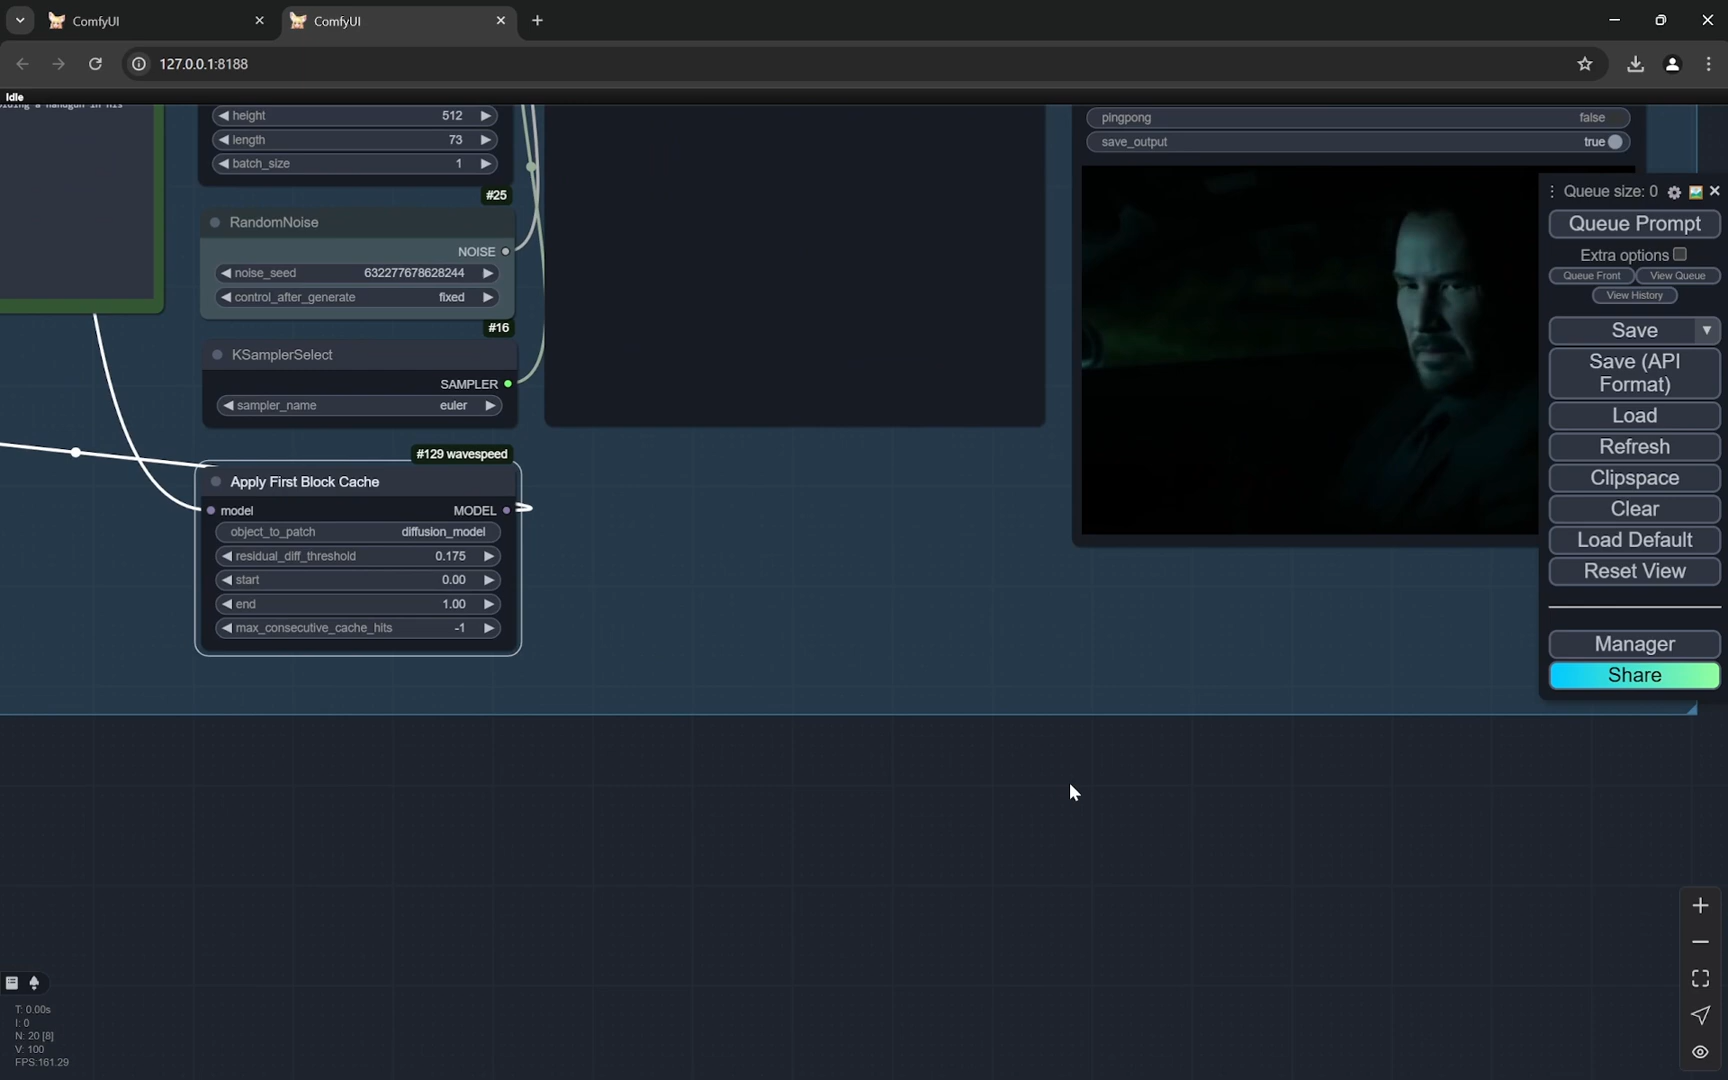 ComfyUI
ComfyUI
127.0.0.1:8188
Idle
height 512
length 73
batch_size 1
#25
RandomNoise
NOISE
noise_seed 632277678628244
control_after_generate fixed
#16
KSamplerSelect
SAMPLER
sampler_name euler
#129 wavespeed
Apply First Block Cache
model MODEL
object_to_patch diffusion_model
residual_diff_threshold 0.175
start 0.00
end 1.00
max_consecutive_cache_hits -1
pingpong false
save_output true
Queue size: 0
Queue Prompt
Extra options
Queue Front View Queue
View History
Save
Save (API
Format)
Load
Refresh
Clipspace
Clear
Load Default
Reset View
Manager
Share
T: 0.00s
I: 0
N: 20 [8]
V: 100
FPS:161.29